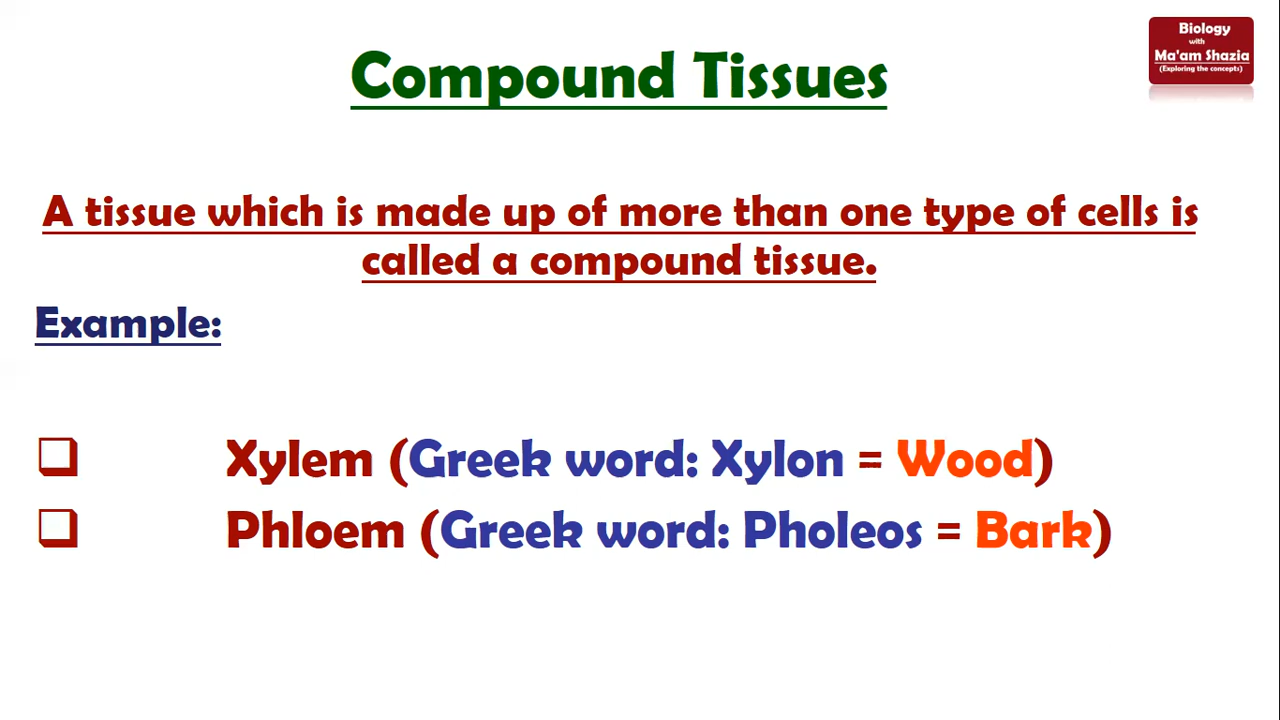 Biology
with
Ma'am Shazia
(Exploring the concepts)
Compound Tissues
A tissue which is made up of more than one type of cells is
called a compound tissue.
Example:
❑ Xylem (Greek word: Xylon = Wood)
❑ Phloem (Greek word: Pholeos = Bark)